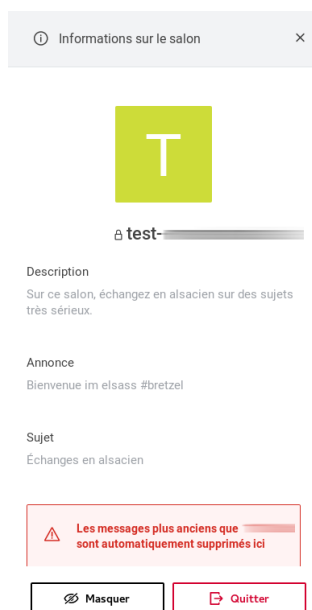 Informations sur le salon
T
test-
Description
Sur ce salon, échangez en alsacien sur des sujets
très sérieux.
Annonce
Bienvenue im elsass #bretzel
Sujet
Échanges en alsacien
Les messages plus anciens que
sont automatiquement supprimés ici
Masquer
Quitter